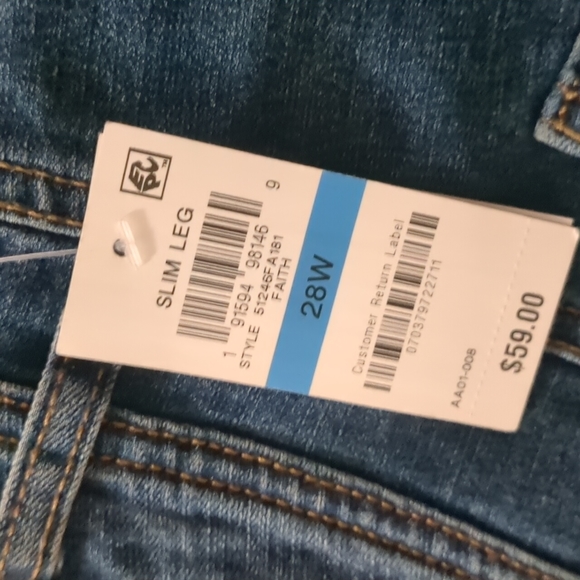 SLIM LEG
1 91594 98146 9
STYLE 51246FA181
FAITH
28W
Customer Return Label
070379722711
AA01-008
$59.00